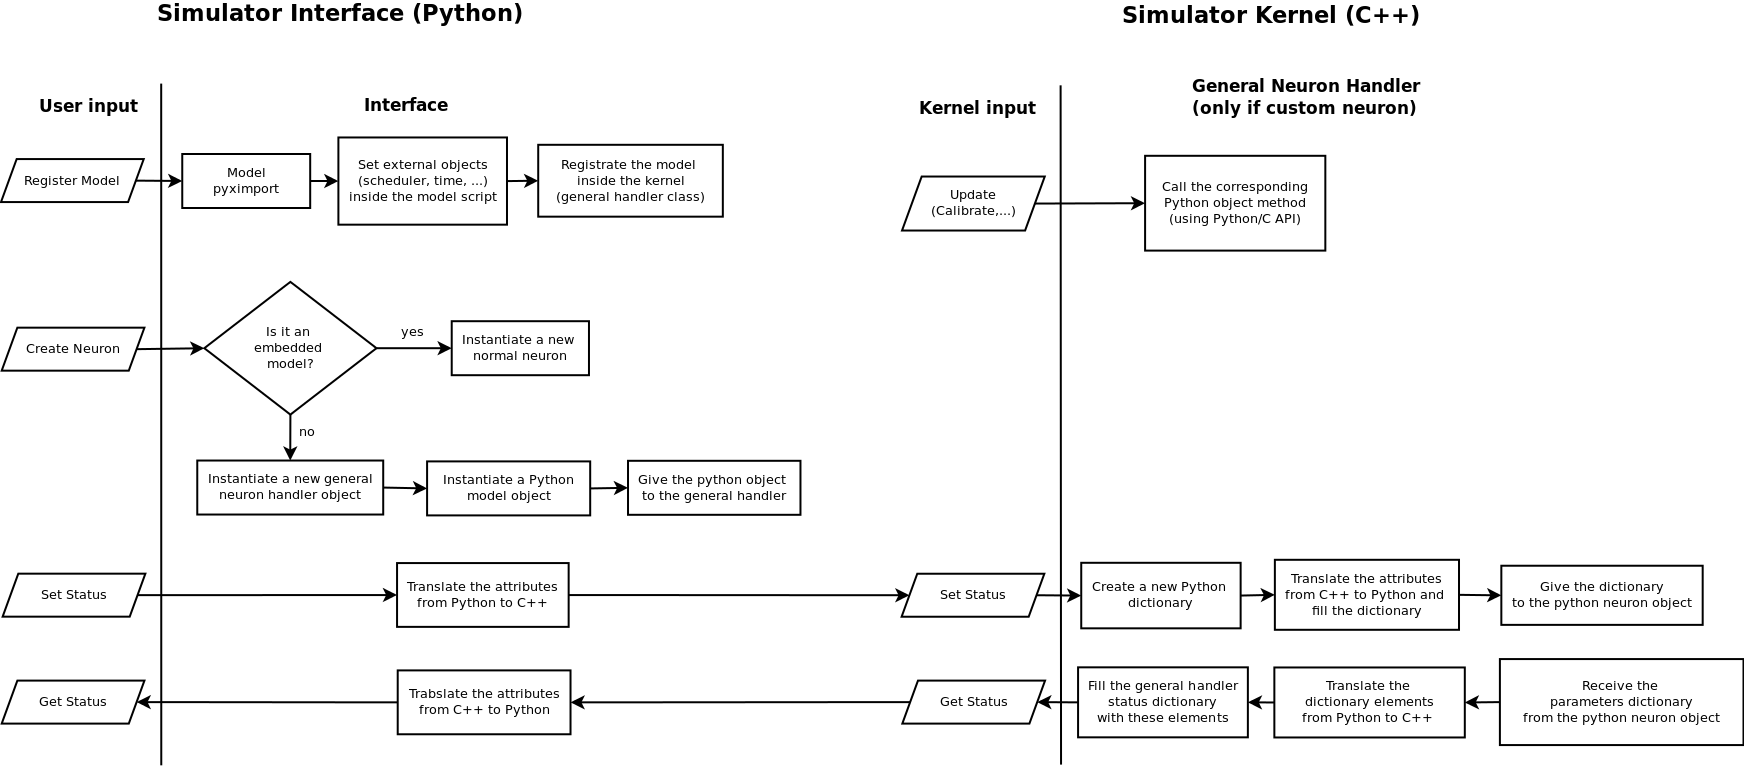 Simulator Interface (Python)
Simulator Kernel (C++)
User input
Interface
Kernel input
General Neuron Handler
(only if custom neuron)
Register Model
Model
pyximport
Set external objects
(scheduler, time, ...)
inside the model script
Registrate the model
inside the kernel
(general handler class)
Update
(Calibrate,...)
Call the corresponding
Python object method
(using Python/C API)
Create Neuron
Is it an
embedded
model?
yes
Instantiate a new
normal neuron
no
Instantiate a new general
neuron handler object
Instantiate a Python
model object
Give the python object
to the general handler
Set Status
Translate the attributes
from Python to C++
Set Status
Create a new Python
dictionary
Translate the attributes
from C++ to Python and
fill the dictionary
Give the dictionary
to the python neuron object
Get Status
Trabslate the attributes
from C++ to Python
Get Status
Fill the general handler
status dictionary
with these elements
Translate the
dictionary elements
from Python to C++
Receive the
parameters dictionary
from the python neuron object